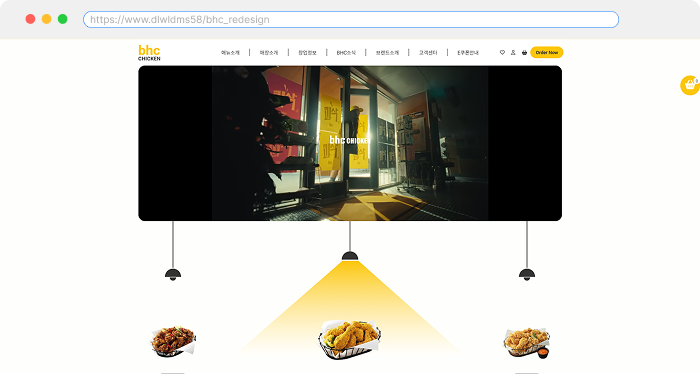 https://www.dlwldms58/bhc_redesign
bhc
CHICKEN
메뉴소개
매장소개
창업정보
BHC소식
브랜드소개
고객센터
E쿠폰안내
Order Now
bhc CHICKEN